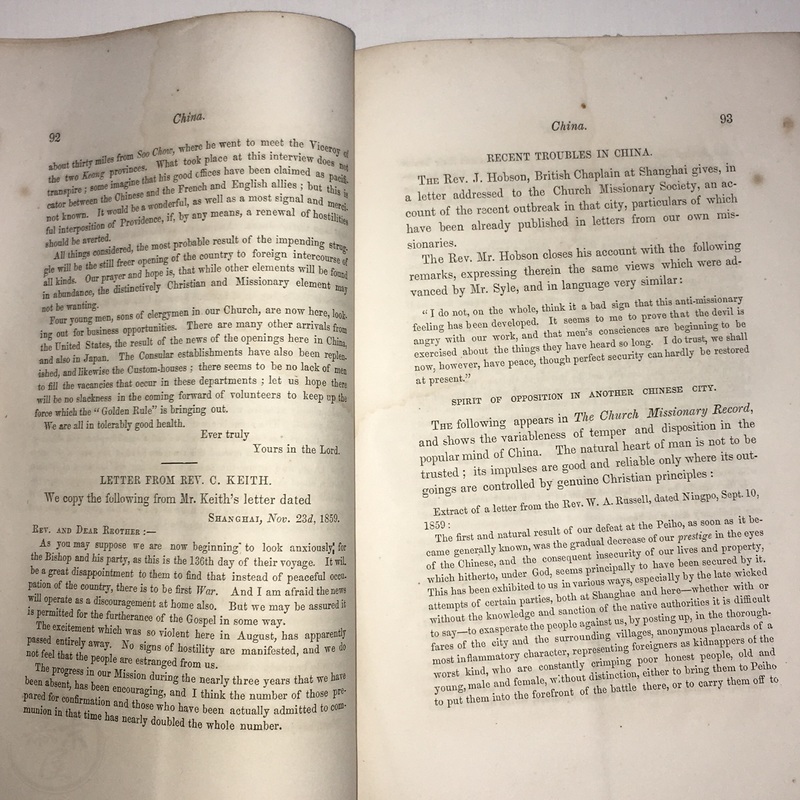 92
China.
about thirty miles from Soo Chow, where he went to meet the Viceroy of
the two Keang provinces. What took place at this interview does not
transpire; some imagine that his good offices have been claimed as pacifi-
cator between the Chinese and the French and English allies; but this is
not known. It would be a wonderful, as well as a most signal and merci-
ful interposition of Providence, if, by any means, a renewal of hostilities
should be averted.
All things considered, the most probable result of the impending strug-
gle will be the still freer opening of the country to foreign intercourse of
all kinds. Our prayer and hope is, that while other elements will be found
in abundance, the distinctively Christian and Missionary element may
not be wanting.
Four young men, sons of clergymen in our Church, are now here, look-
ing out for business opportunities. There are many other arrivals from
the United States, the result of the news of the openings here in China,
and also in Japan. The Consular establishments have also been replen-
ished, and likewise the Custom-houses; there seems to be no lack of men
to fill the vacancies that occur in these departments; let us hope there
will be no slackness in the coming forward of volunteers to keep up the
force which the "Golden Rule" is bringing out.
We are all in tolerably good health.
Ever truly
Yours in the Lord.
LETTER FROM REV. C. KEITH.
We copy the following from Mr. Keith's letter dated
SHANGHAI, Nov. 23d, 1859.
REV. AND DEAR BROTHER:—
As you may suppose we are now beginning to look anxiously for
the Bishop and his party, as this is the 136th day of their voyage. It will
be a great disappointment to them to find that instead of peaceful occu-
pation of the country, there is to be first War. And I am afraid the news
will operate as a discouragement at home also. But we may be assured it
is permitted for the furtherance of the Gospel in some way.
The excitement which was so violent here in August, has apparently
passed entirely away. No signs of hostility are manifested, and we do
not feel that the people are estranged from us.
The progress in our Mission during the nearly three years that we have
been absent, has been encouraging, and I think the number of those pre-
pared for confirmation and those who have been actually admitted to com-
munion in that time has nearly doubled the whole number.
China.
93
RECENT TROUBLES IN CHINA.
THE Rev. J. Hobson, British Chaplain at Shanghai gives, in
a letter addressed to the Church Missionary Society, an ac-
count of the recent outbreak in that city, particulars of which
have been already published in letters from our own mis-
sionaries.
The Rev. Mr. Hobson closes his account with the following
remarks, expressing therein the same views which were ad-
vanced by Mr. Syle, and in language very similar:
"I do not, on the whole, think it a bad sign that this anti-missionary
feeling has been developed. It seems to me to prove that the devil is
angry with our work, and that men's consciences are beginning to be
exercised about the things they have heard so long. I do trust, we shall
now, however, have peace, though perfect security can hardly be restored
at present."
SPIRIT OF OPPOSITION IN ANOTHER CHINESE CITY.
THE following appears in The Church Missionary Record,
and shows the variableness of temper and disposition in the
popular mind of China. The natural heart of man is not to be
trusted; its impulses are good and reliable only where its out-
goings are controlled by genuine Christian principles:
Extract of a letter from the Rev. W. A. Russell, dated Ningpo, Sept. 10,
1859:
The first and natural result of our defeat at the Peiho, as soon as it be-
came generally known, was the gradual decrease of our prestige in the eyes
of the Chinese, and the consequent insecurity of our lives and property,
which hitherto, under God, seems principally to have been secured by it.
This has been exhibited to us in various ways, especially by the late wicked
attempts of certain parties, both at Shanghae and here—whether with or
without the knowledge and sanction of the native authorities it is difficult
to say—to exasperate the people against us, by posting up, in the thorough-
fares of the city and the surrounding villages, anonymous placards of a
most inflammatory character, representing foreigners as kidnappers of the
worst kind, who are constantly crimping poor honest people, old and
young, male and female, without distinction, either to bring them to Peiho
to put them into the forefront of the battle there, or to carry them off to